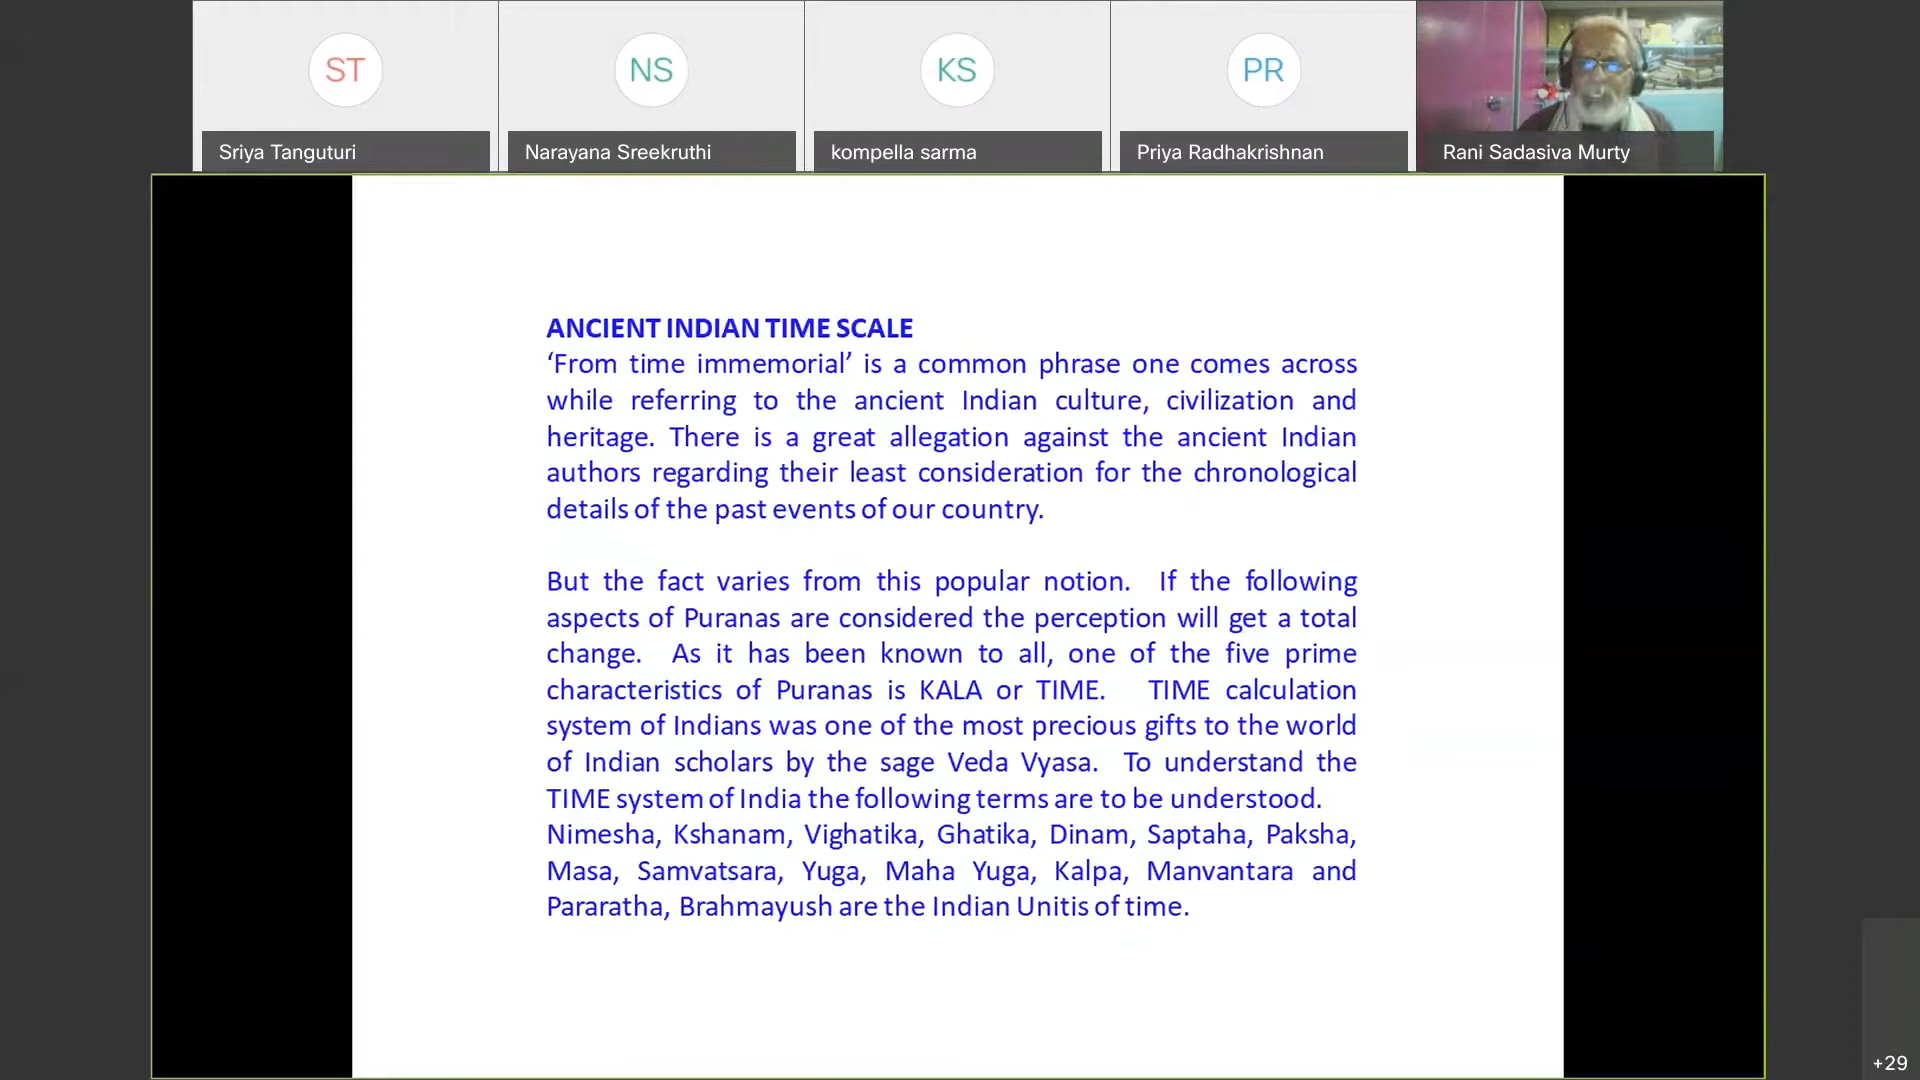 ST
NS
KS
PR
Sriya Tanguturi
Narayana Sreekruthi
kompella sarma
Priya Radhakrishnan
Rani Sadasiva Murty
ANCIENT INDIAN TIME SCALE
‘From time immemorial’ is a common phrase one comes across
while referring to the ancient Indian culture, civilization and
heritage. There is a great allegation against the ancient Indian
authors regarding their least consideration for the chronological
details of the past events of our country.
But the fact varies from this popular notion. If the following
aspects of Puranas are considered the perception will get a total
change. As it has been known to all, one of the five prime
characteristics of Puranas is KALA or TIME. TIME calculation
system of Indians was one of the most precious gifts to the world
of Indian scholars by the sage Veda Vyasa. To understand the
TIME system of India the following terms are to be understood.
Nimesha, Kshanam, Vighatika, Ghatika, Dinam, Saptaha, Paksha,
Masa, Samvatsara, Yuga, Maha Yuga, Kalpa, Manvantara and
Pararatha, Brahmayush are the Indian Unitis of time.
+29